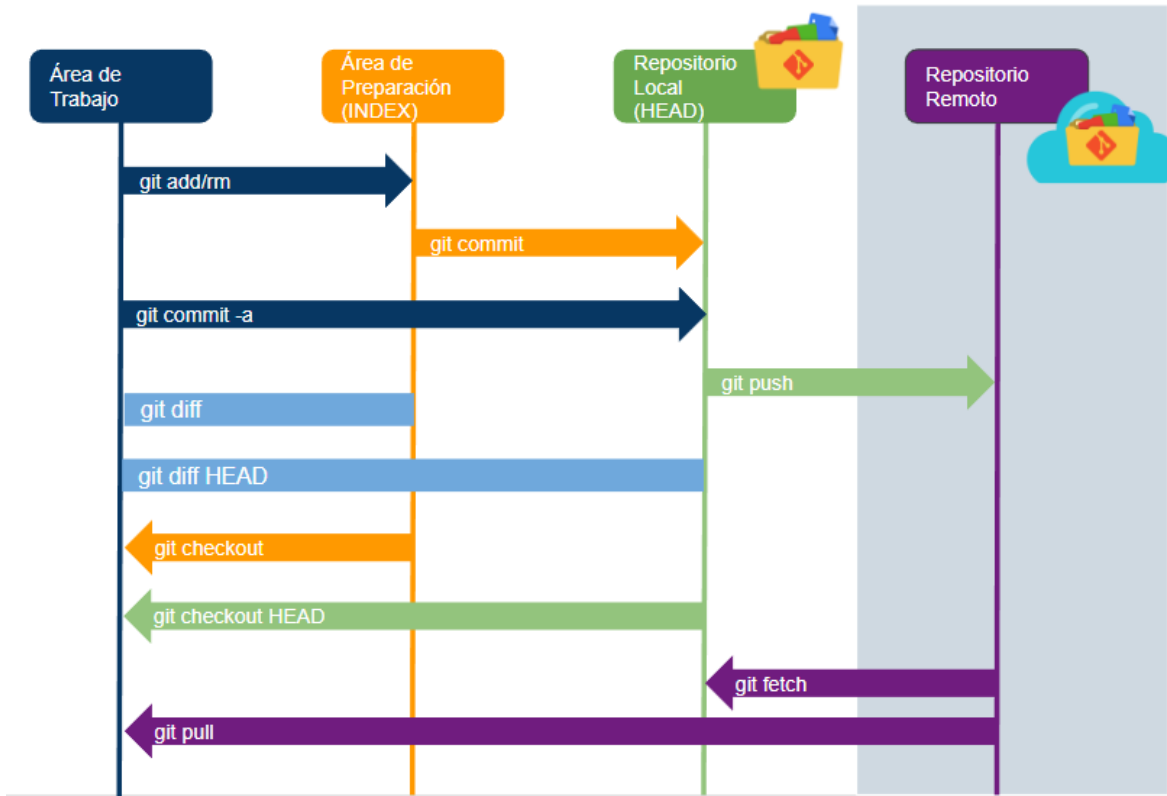 Área de
Trabajo
Área de
Preparación
(INDEX)
Repositorio
Local
(HEAD)
Repositorio
Remoto
git add/rm
git commit
git commit -a
git push
git diff
git diff HEAD
git checkout
git checkout HEAD
git fetch
git pull